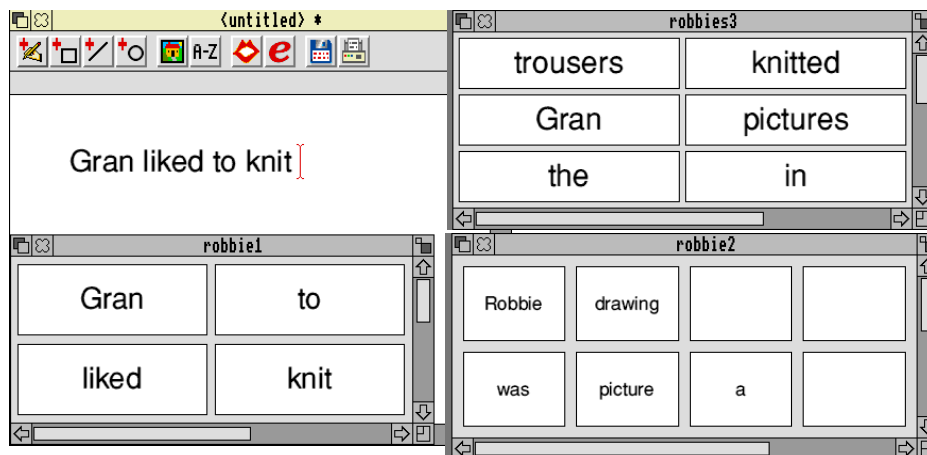 <untitled> *
A-Z
e
Gran liked to knit
robbies3
trousers knitted
Gran pictures
the in
robbie1
Gran to
liked knit
robbie2
Robbie drawing
was picture a